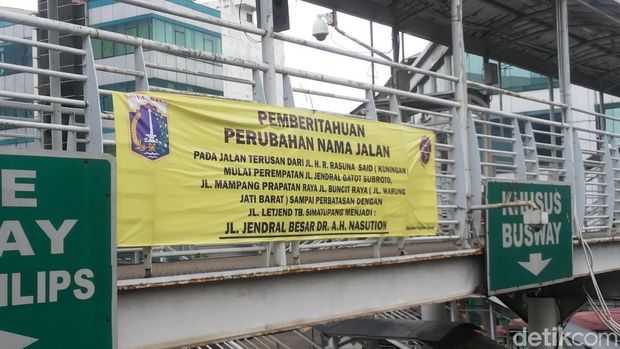 PEMBERITAHUAN
PERUBAHAN NAMA JALAN
PADA JALAN TERUSAN DARI JL. H. R. RASUNA SAID ( KUNINGAN )
MULAI PEREMPATAN JL. JENDRAL GATOT SUBROTO,
JL. MAMPANG PRAPATAN RAYA JL. BUNCIT RAYA ( JL. WARUNG
JATI BARAT ) SAMPAI PERBATASAN DENGAN
JL. LETJEND TB. SIMATUPANG MENJADI :
JL. JENDRAL BESAR DR. A.H. NASUTION
E
WAY
ILIPS
KHUSUS
BUSWAY
detikcom